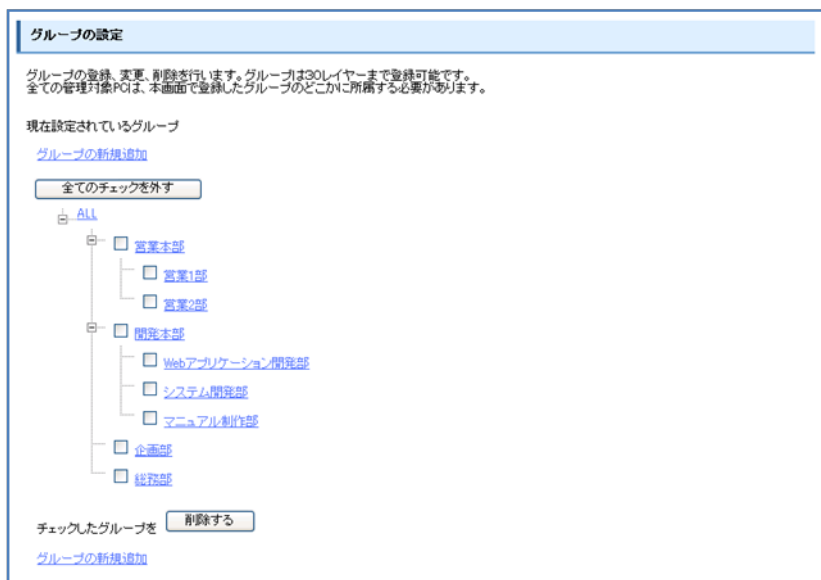 グループの設定
グループの登録、変更、削除を行います。グループは30レイヤーまで登録可能です。
全ての管理対象PCは、本画面で登録したグループのどこかに所属する必要があります。
現在設定されているグループ
グループの新規追加
全てのチェックを外す
ALL
営業本部
営業1部
営業2部
開発本部
Webアプリケーション開発部
システム開発部
マニュアル制作部
企画部
総務部
チェックしたグループを 削除する
グループの新規追加